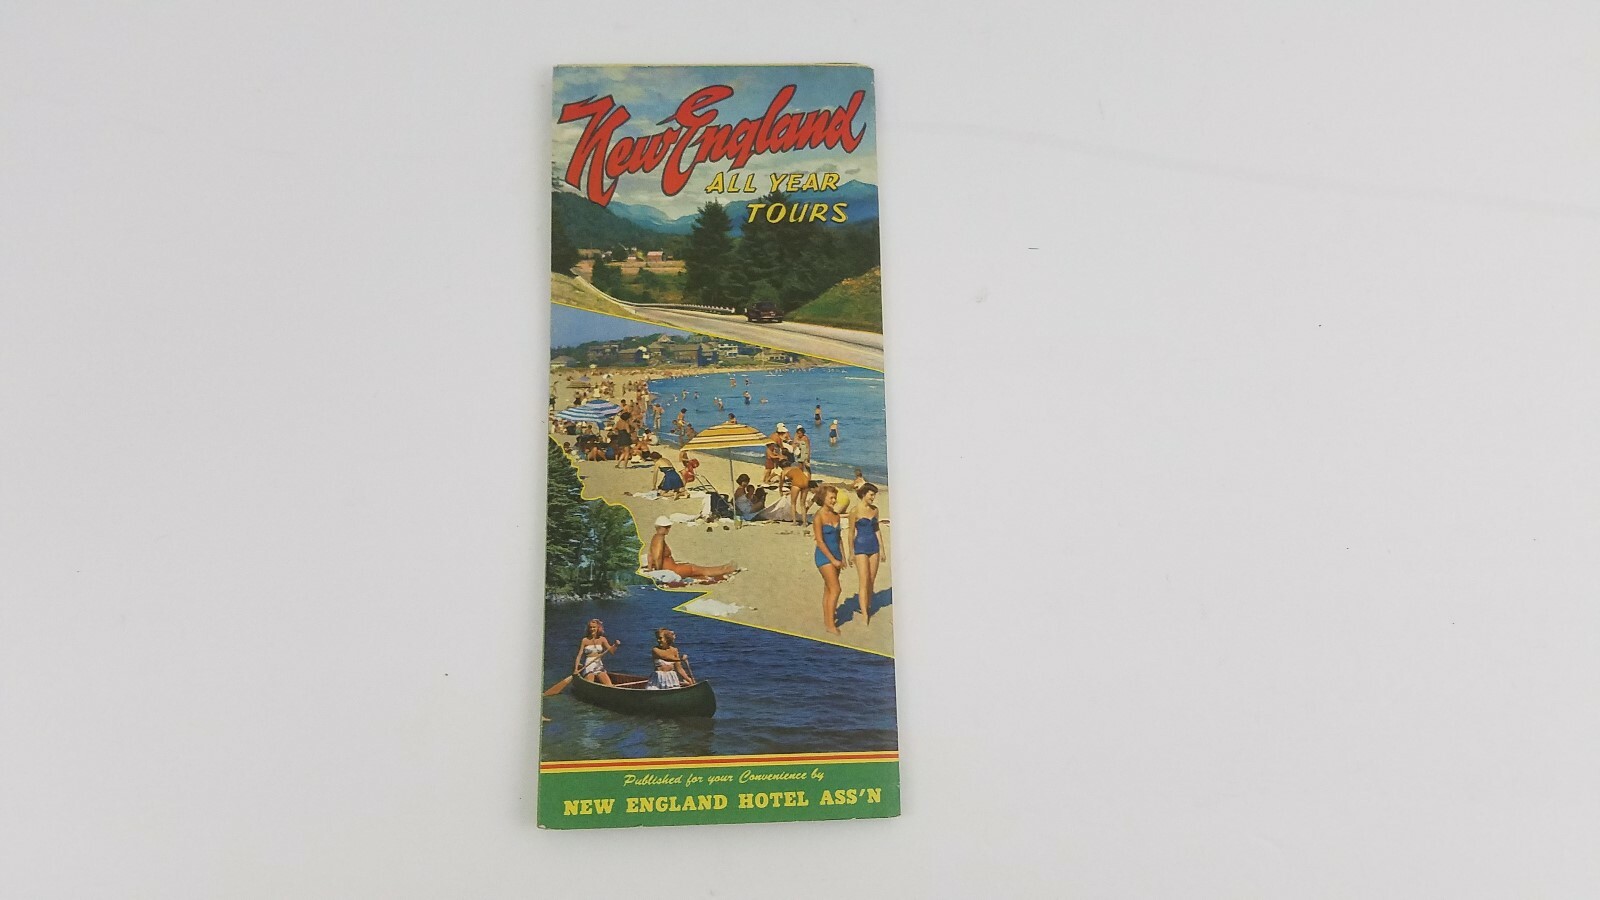 New England
ALL YEAR
TOURS
Published for your Convenience by
NEW ENGLAND HOTEL ASS'N